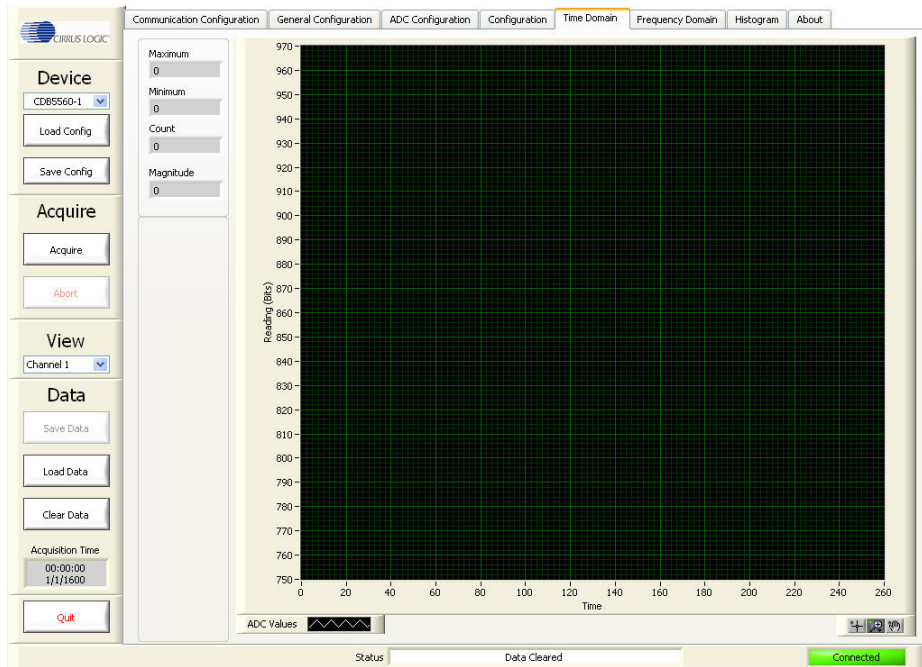 CIRRUS LOGIC
Communication Configuration
General Configuration
ADC Configuration
Configuration
Time Domain
Frequency Domain
Histogram
About
Device
CDB5560-1
Load Config
Save Config
Acquire
Acquire
Abort
View
Channel 1
Data
Save Data
Load Data
Clear Data
Acquisition Time
00:00:00
1/1/1600
Quit
Maximum
0
Minimum
0
Count
0
Magnitude
0
Reading (Bits)
970
960
950
940
930
920
910
900
890
880
870
860
850
840
830
820
810
800
790
780
770
760
750
0 20 40 60 80 100 120 140 160 180 200 220 240 260
Time
ADC Values
Status
Data Cleared
Connected